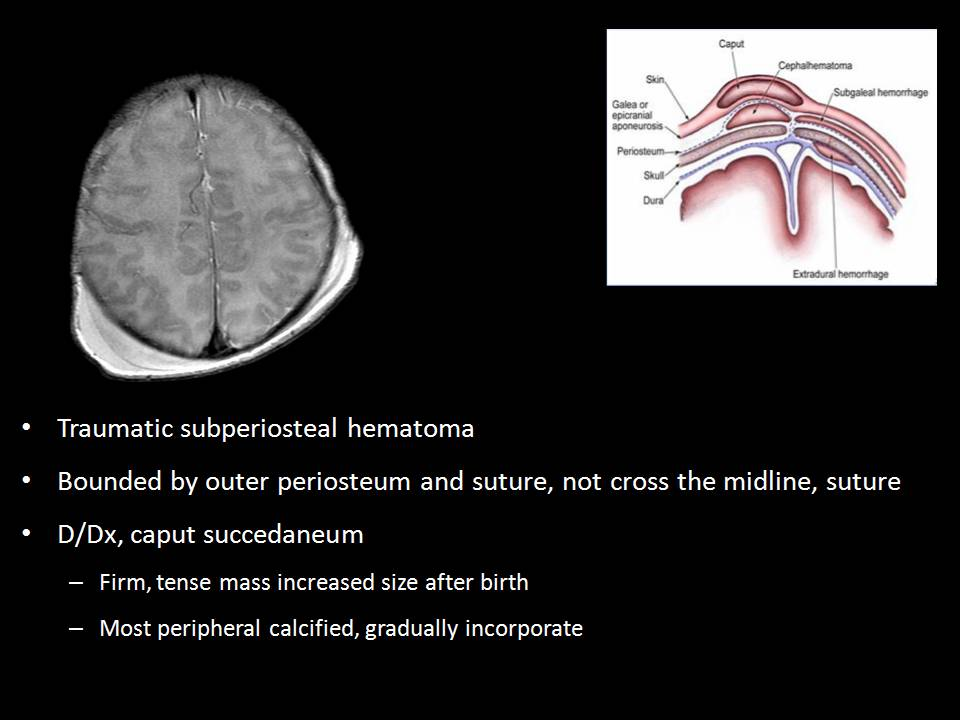 Caput
Cephalhematoma
Skin
Subgaleal hemorrhage
Galea or
epicranial
aponeurosis
Periosteum
Skull
Dura
Extradural hemorrhage
• Traumatic subperiosteal hematoma
• Bounded by outer periosteum and suture, not cross the midline, suture
• D/Dx, caput succedaneum
– Firm, tense mass increased size after birth
– Most peripheral calcified, gradually incorporate